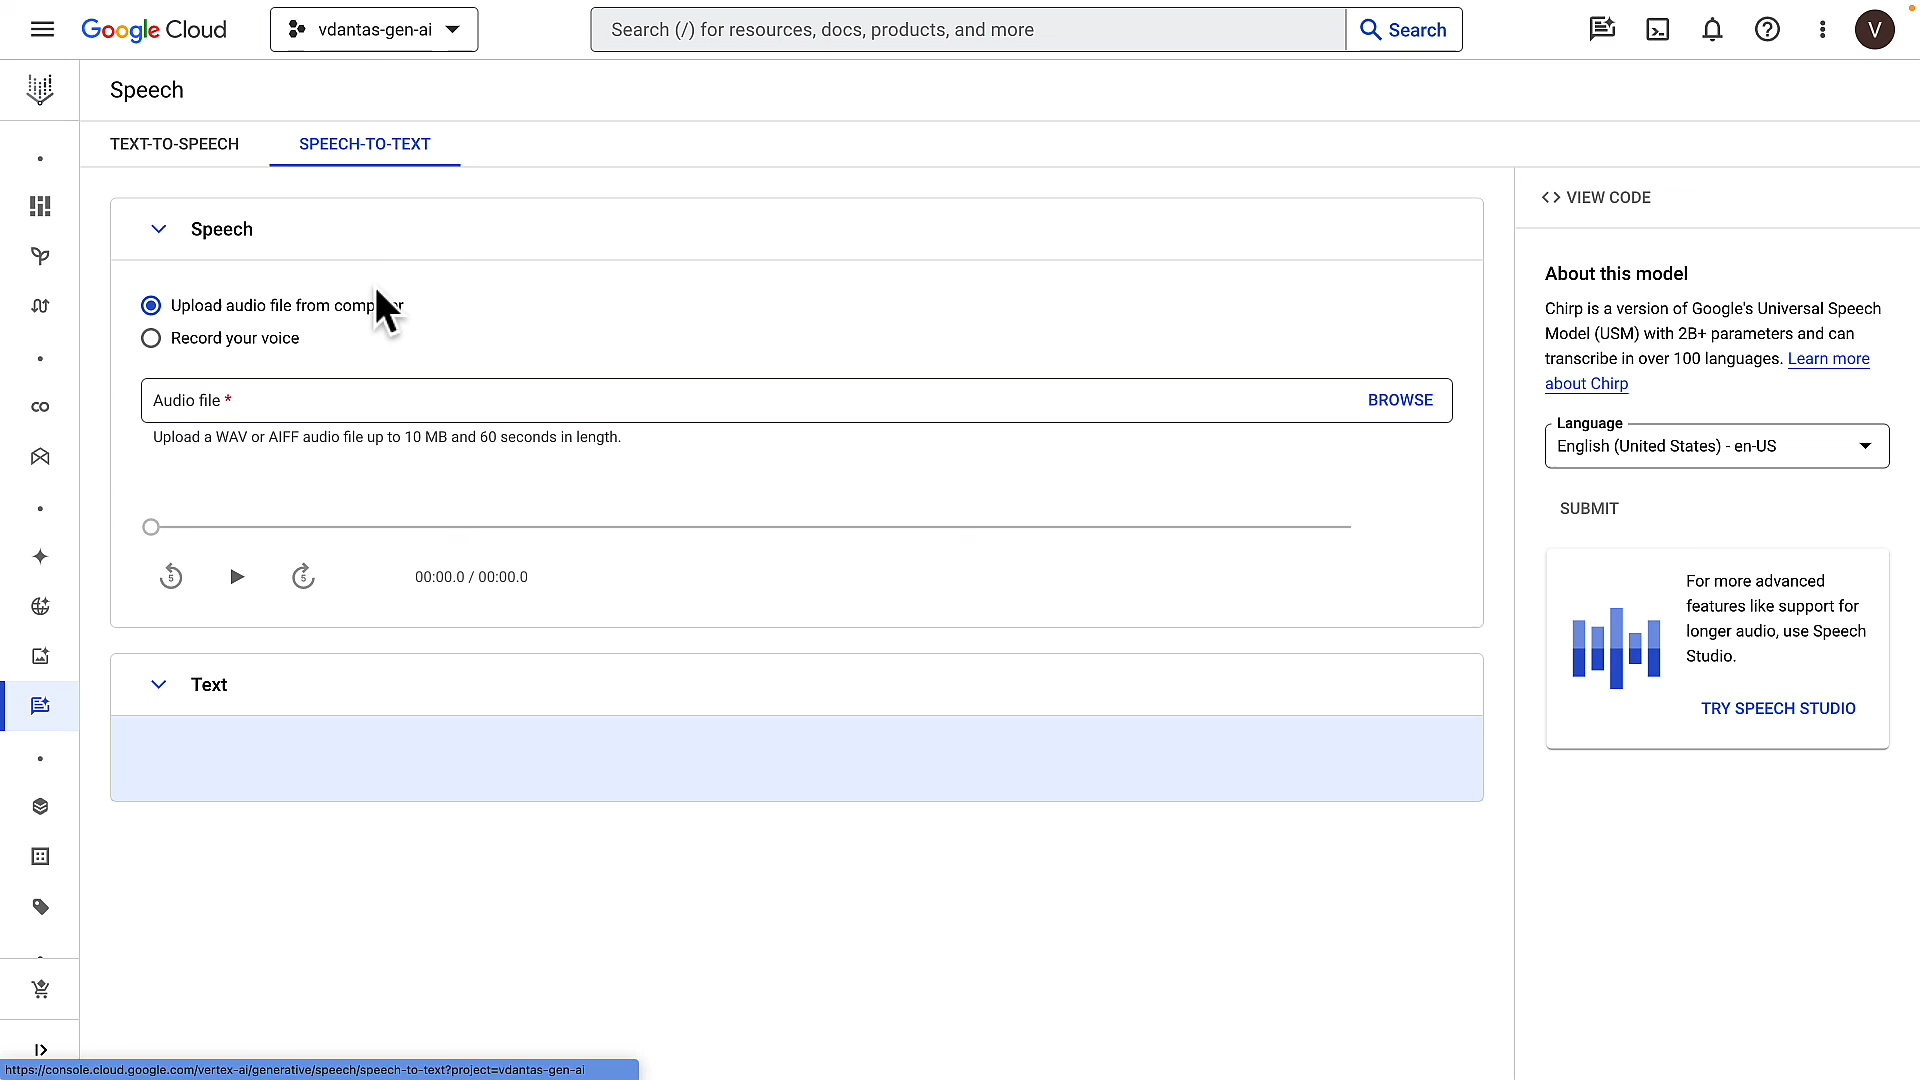 Google Cloud
vdantas-gen-ai
Search (/) for resources, docs, products, and more
Search
V
Speech
TEXT-TO-SPEECH
SPEECH-TO-TEXT
Speech
Upload audio file from
Record your voice
Audio file *
BROWSE
Upload a WAV or AIFF audio file up to 10 MB and 60 seconds in length.
5
5
00:00.0 / 00:00.0
Text
<> VIEW CODE
About this model
Chirp is a version of Google's Universal Speech
Model (USM) with 2B+ parameters and can
transcribe in over 100 languages. Learn more
about Chirp
Language
English (United States) - en-US
SUBMIT
For more advanced
features like support for
longer audio, use Speech
Studio.
TRY SPEECH STUDIO
https://console.cloud.google.com/vertex-ai/generative/speech/speech-to-text?project=vdantas-gen-ai